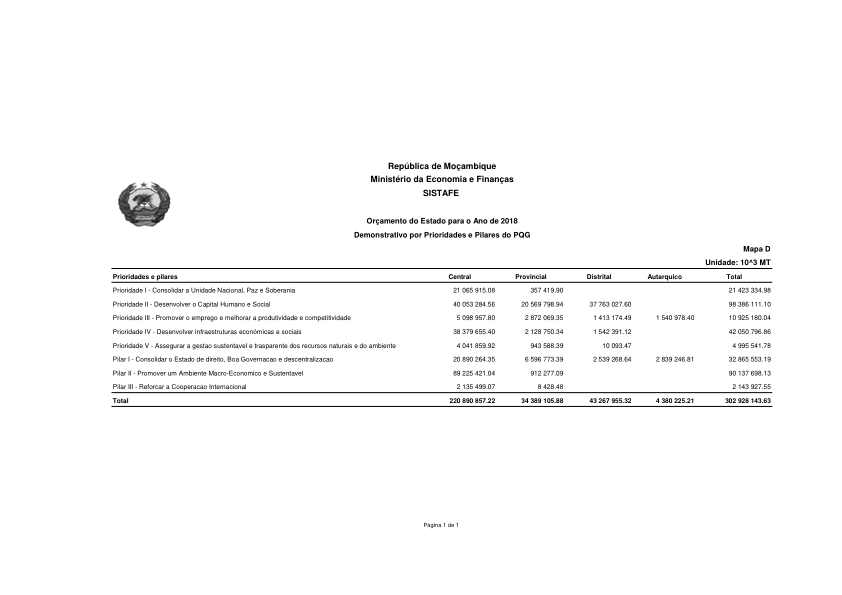 República de Moçambique
Ministério da Economia e Finanças
SISTAFE
Orçamento do Estado para o Ano de 2018
Demonstrativo por Prioridades e Pilares do PQG
Mapa D
Unidade: 10^3 MT
Prioridades e pilares Central Provincial Distrital Autarquico Total
Prioridade I - Consolidar a Unidade Nacional, Paz e Soberania 21 065 915.08 357 419.90 21 423 334.98
Prioridade II - Desenvolver o Capital Humano e Social 40 053 284.56 20 569 798.94 37 763 027.60 98 386 111.10
Prioridade III - Promover o emprego e melhorar a produtividade e competitividade 5 098 957.80 2 872 069.35 1 413 174.49 1 540 978.40 10 925 180.04
Prioridade IV - Desenvolver infraestruturas económicas e sociais 38 379 655.40 2 128 750.34 1 542 391.12 42 050 796.86
Prioridade V - Assegurar a gestao sustentavel e trasparente dos recursos naturais e do ambiente 4 041 859.92 943 588.39 10 093.47 4 995 541.78
Pilar I - Consolidar o Estado de direito, Boa Governacao e descentralizacao 20 890 264.35 6 596 773.39 2 539 268.64 2 839 246.81 32 865 553.19
Pilar II - Promover um Ambiente Macro-Economico e Sustentavel 89 225 421.04 912 277.09 90 137 698.13
Pilar III - Reforcar a Cooperacao Internacional 2 135 499.07 8 428.48 2 143 927.55
Total 220 890 857.22 34 389 105.88 43 267 955.32 4 380 225.21 302 928 143.63
Página 1 de 1